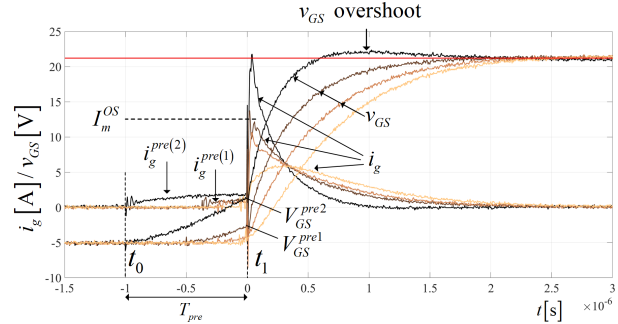 v_GS overshoot
25
20
15
10
5
0
-5
-10
i_g[A]/v_GS[V]
I_m^OS
i_g^pre(2)
i_g^pre(1)
v_GS
i_g
V_GS^pre2
V_GS^pre1
t_0
t_1
-1.5
-1
-0.5
0
0.5
1
1.5
2
2.5
3
×10^-6
T_pre
t[s]